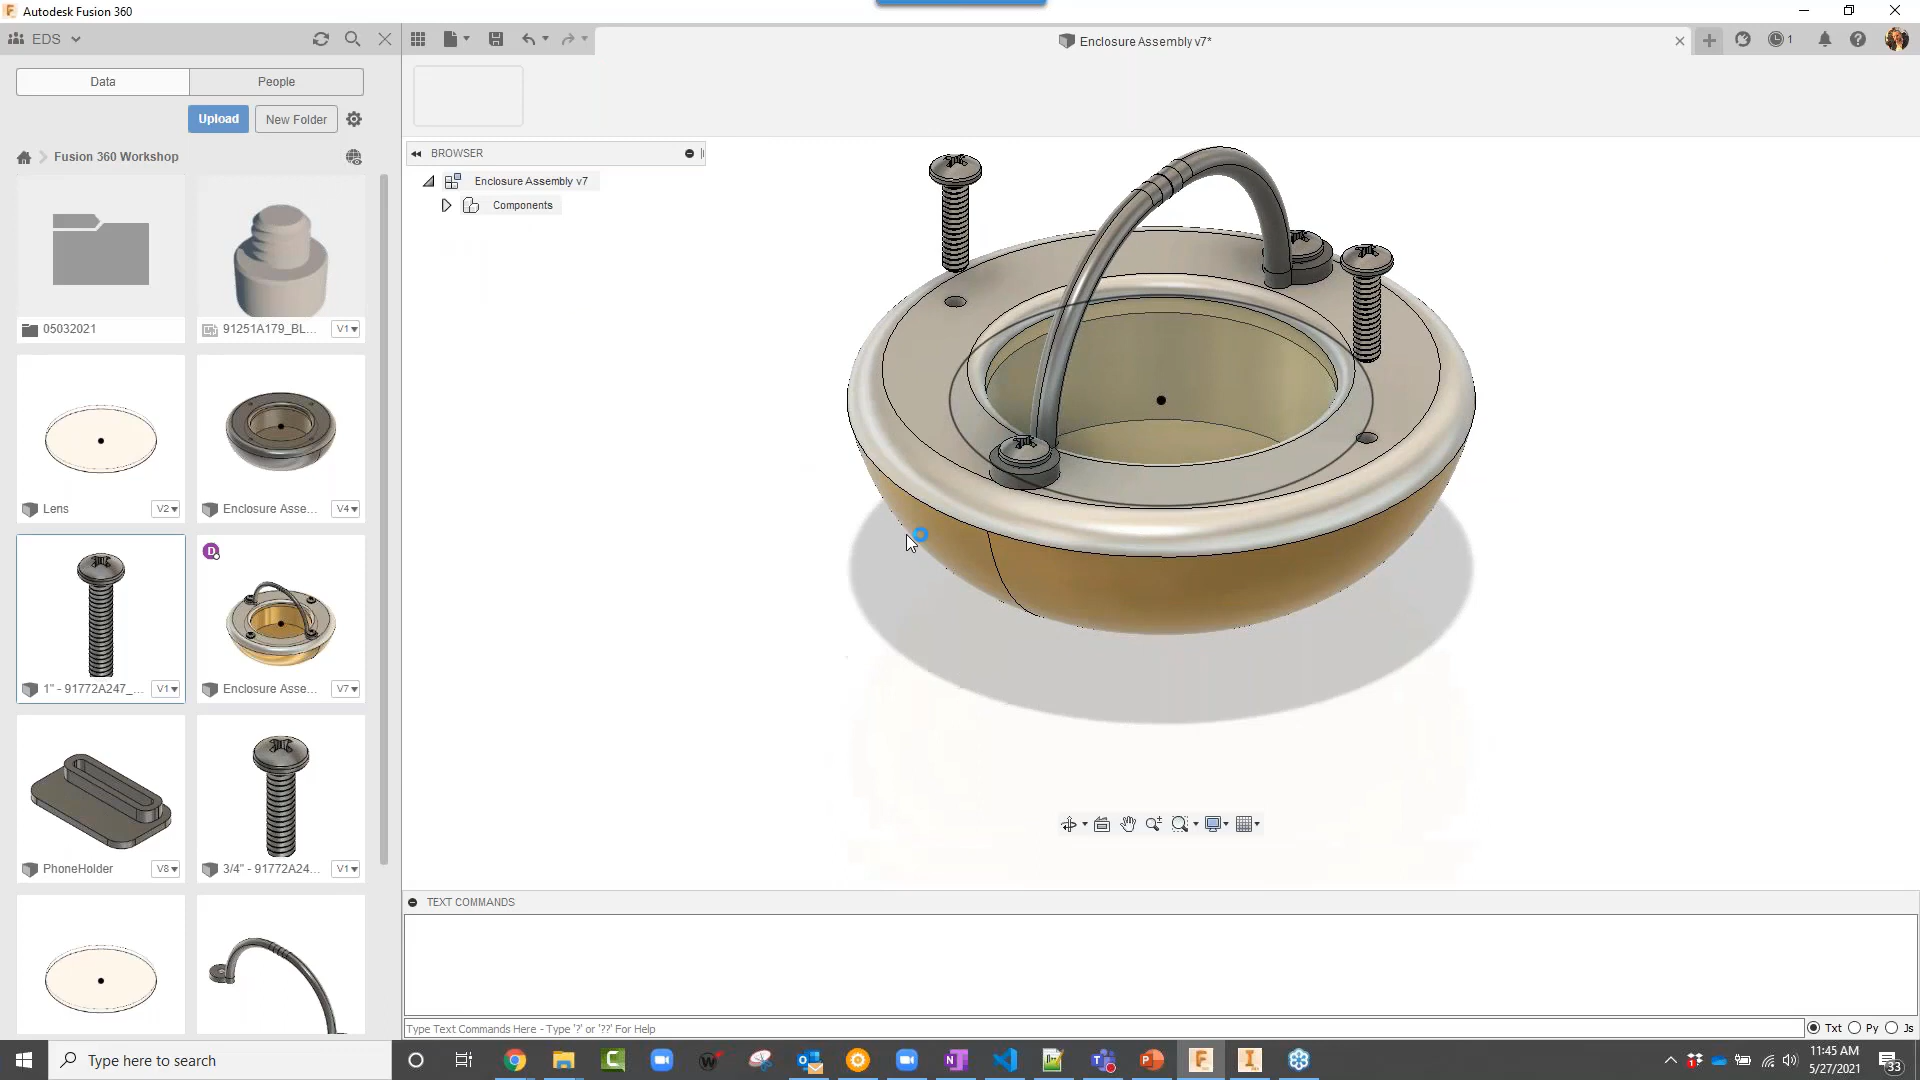 Autodesk Fusion 360
EDS
Enclosure Assembly v7*
1
Data
People
Upload
New Folder
Fusion 360 Workshop
BROWSER
Enclosure Assembly v7
Components
05032021
91251A179_BL...
V1
Lens
V2
Enclosure Asse...
V4
D
1" - 91772A247_...
V1
Enclosure Asse...
V7
PhoneHolder
V8
3/4" - 91772A24...
V1
TEXT COMMANDS
Type Text Commands Here - Type '?' or '??' For Help
Txt
Py
Js
Type here to search
11:45 AM
5/27/2021
33